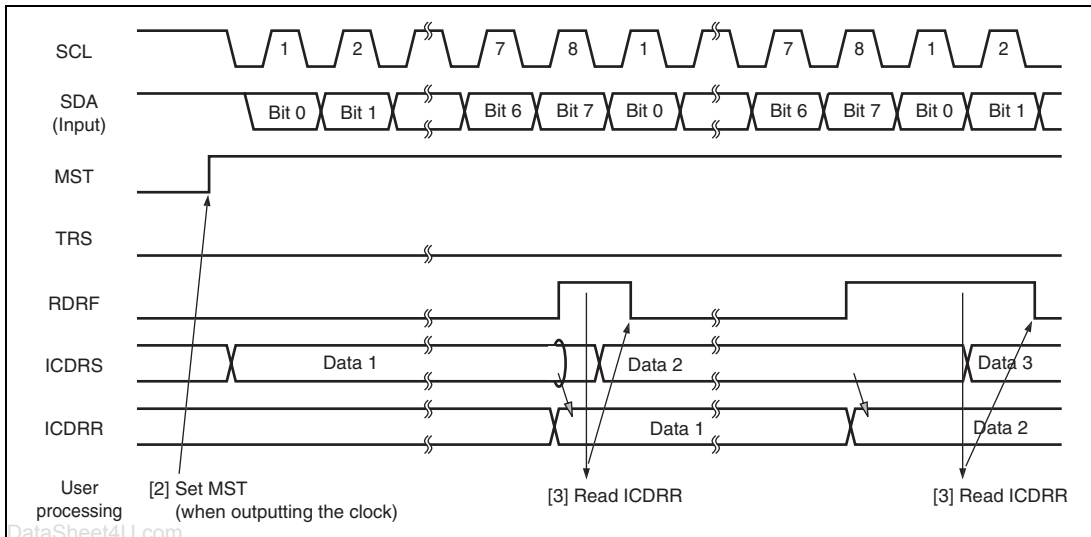 SCL 1 2 7 8 1 7 8 1 2
SDA
(Input)
Bit 0 Bit 1 Bit 6 Bit 7 Bit 0 Bit 6 Bit 7 Bit 0 Bit 1
MST
TRS
RDRF
ICDRS Data 1 Data 2 Data 3
ICDRR Data 1 Data 2
User
processing
[2] Set MST
(when outputting the clock)
[3] Read ICDRR
[3] Read ICDRR
DataSheet4U.com